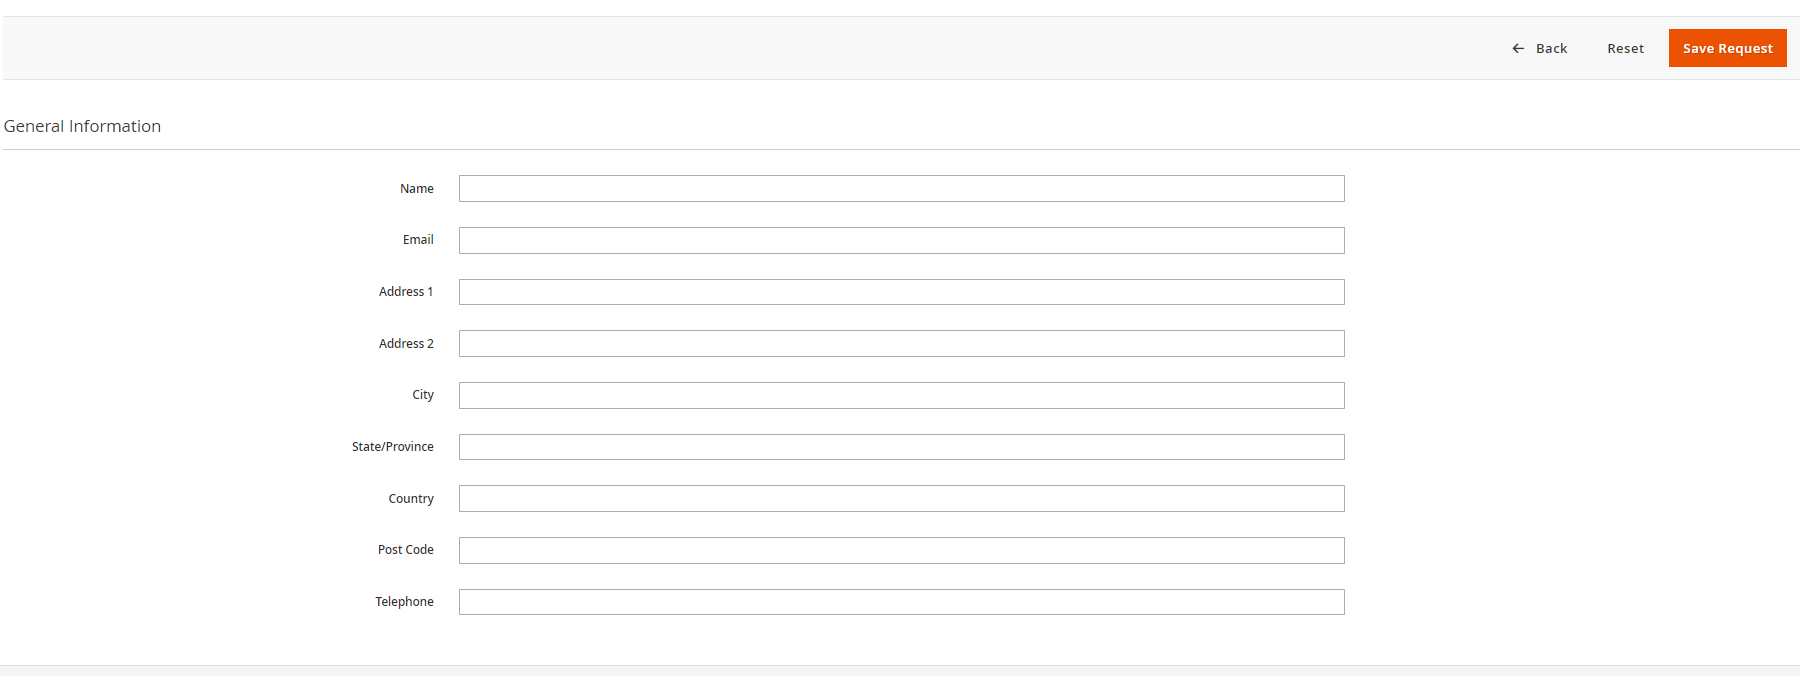 Back Reset Save Request
General Information
Name
Email
Address 1
Address 2
City
State/Province
Country
Post Code
Telephone